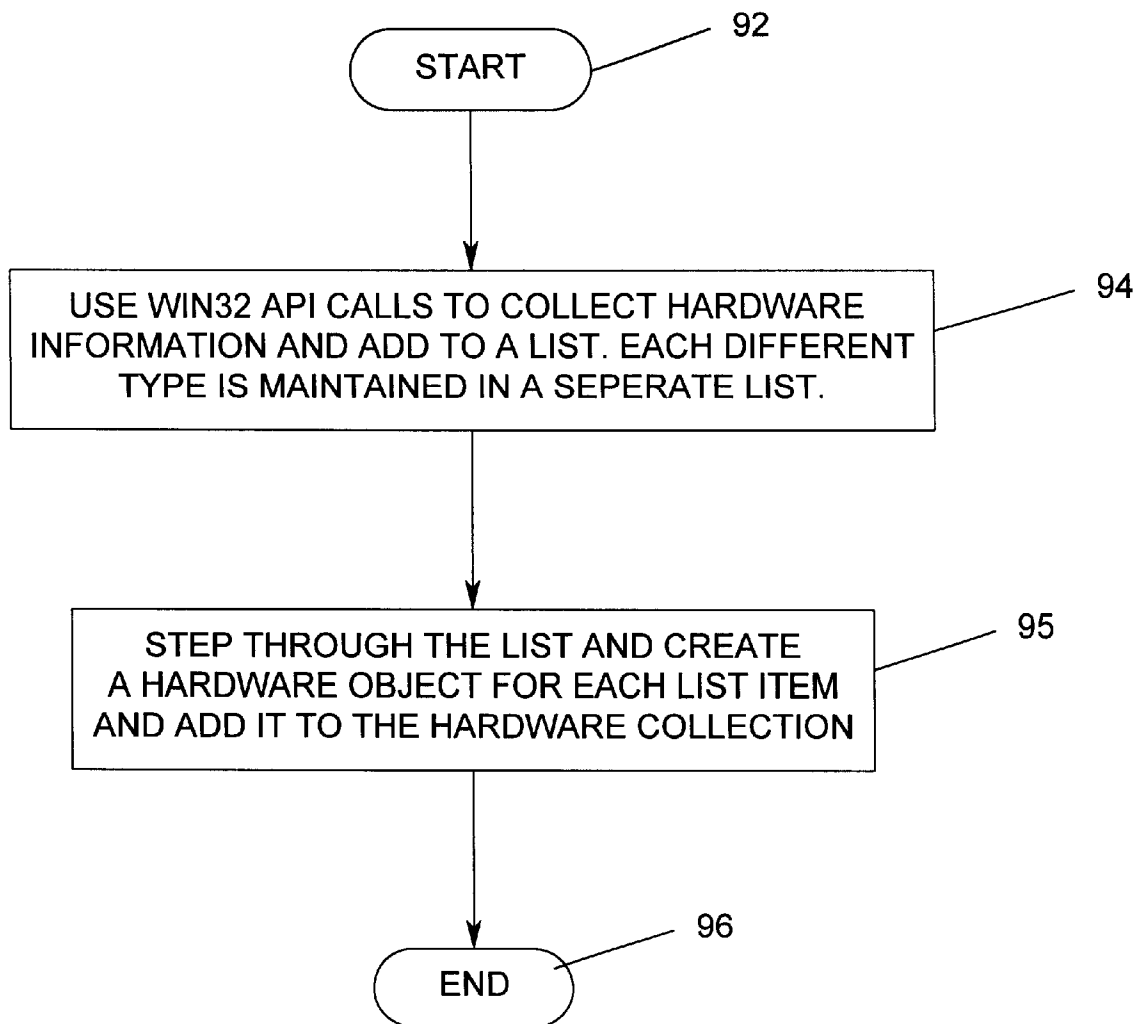 92
START
94
USE WIN32 API CALLS TO COLLECT HARDWARE
INFORMATION AND ADD TO A LIST. EACH DIFFERENT
TYPE IS MAINTAINED IN A SEPERATE LIST.
95
STEP THROUGH THE LIST AND CREATE
A HARDWARE OBJECT FOR EACH LIST ITEM
AND ADD IT TO THE HARDWARE COLLECTION
96
END